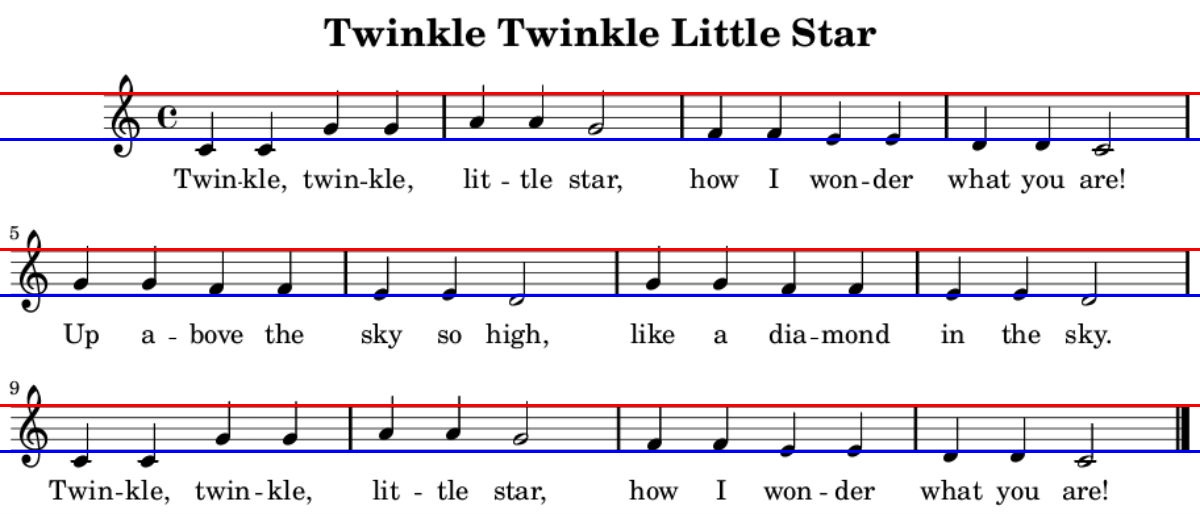 Twinkle Twinkle Little Star
Twin-kle, twin-kle, lit - tle star, how I won-der what you are!
5
Up a - bove the sky so high, like a dia-mond in the sky.
9
Twin-kle, twin-kle, lit - tle star, how I won-der what you are!